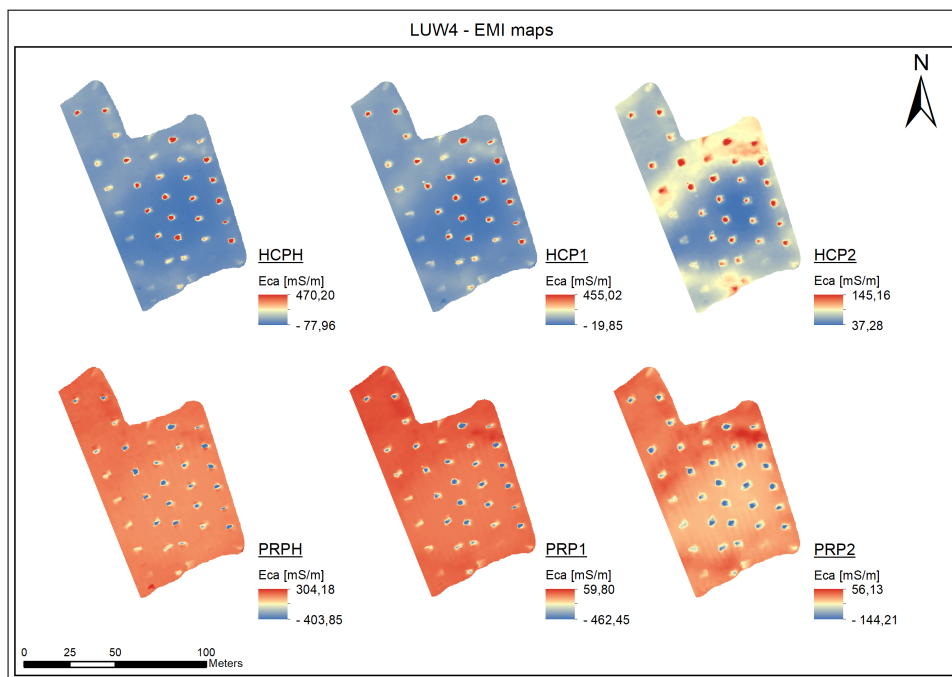 LUW4 - EMI maps
N
HCPH
Eca [mS/m]
470,20
- 77,96
HCP1
Eca [mS/m]
455,02
- 19,85
HCP2
Eca [mS/m]
145,16
37,28
PRPH
Eca [mS/m]
304,18
- 403,85
PRP1
Eca [mS/m]
59,80
- 462,45
PRP2
Eca [mS/m]
56,13
- 144,21
0 25 50 100
Meters